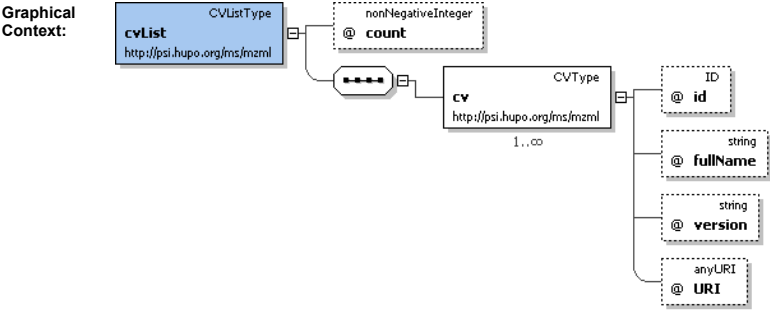 Graphical
Context:
CVListType
cvList
http://psi.hupo.org/ms/mzml
nonNegativeInteger
@ count
CVType
cv
http://psi.hupo.org/ms/mzml
1..∞
ID
@ id
string
@ fullName
string
@ version
anyURI
@ URI